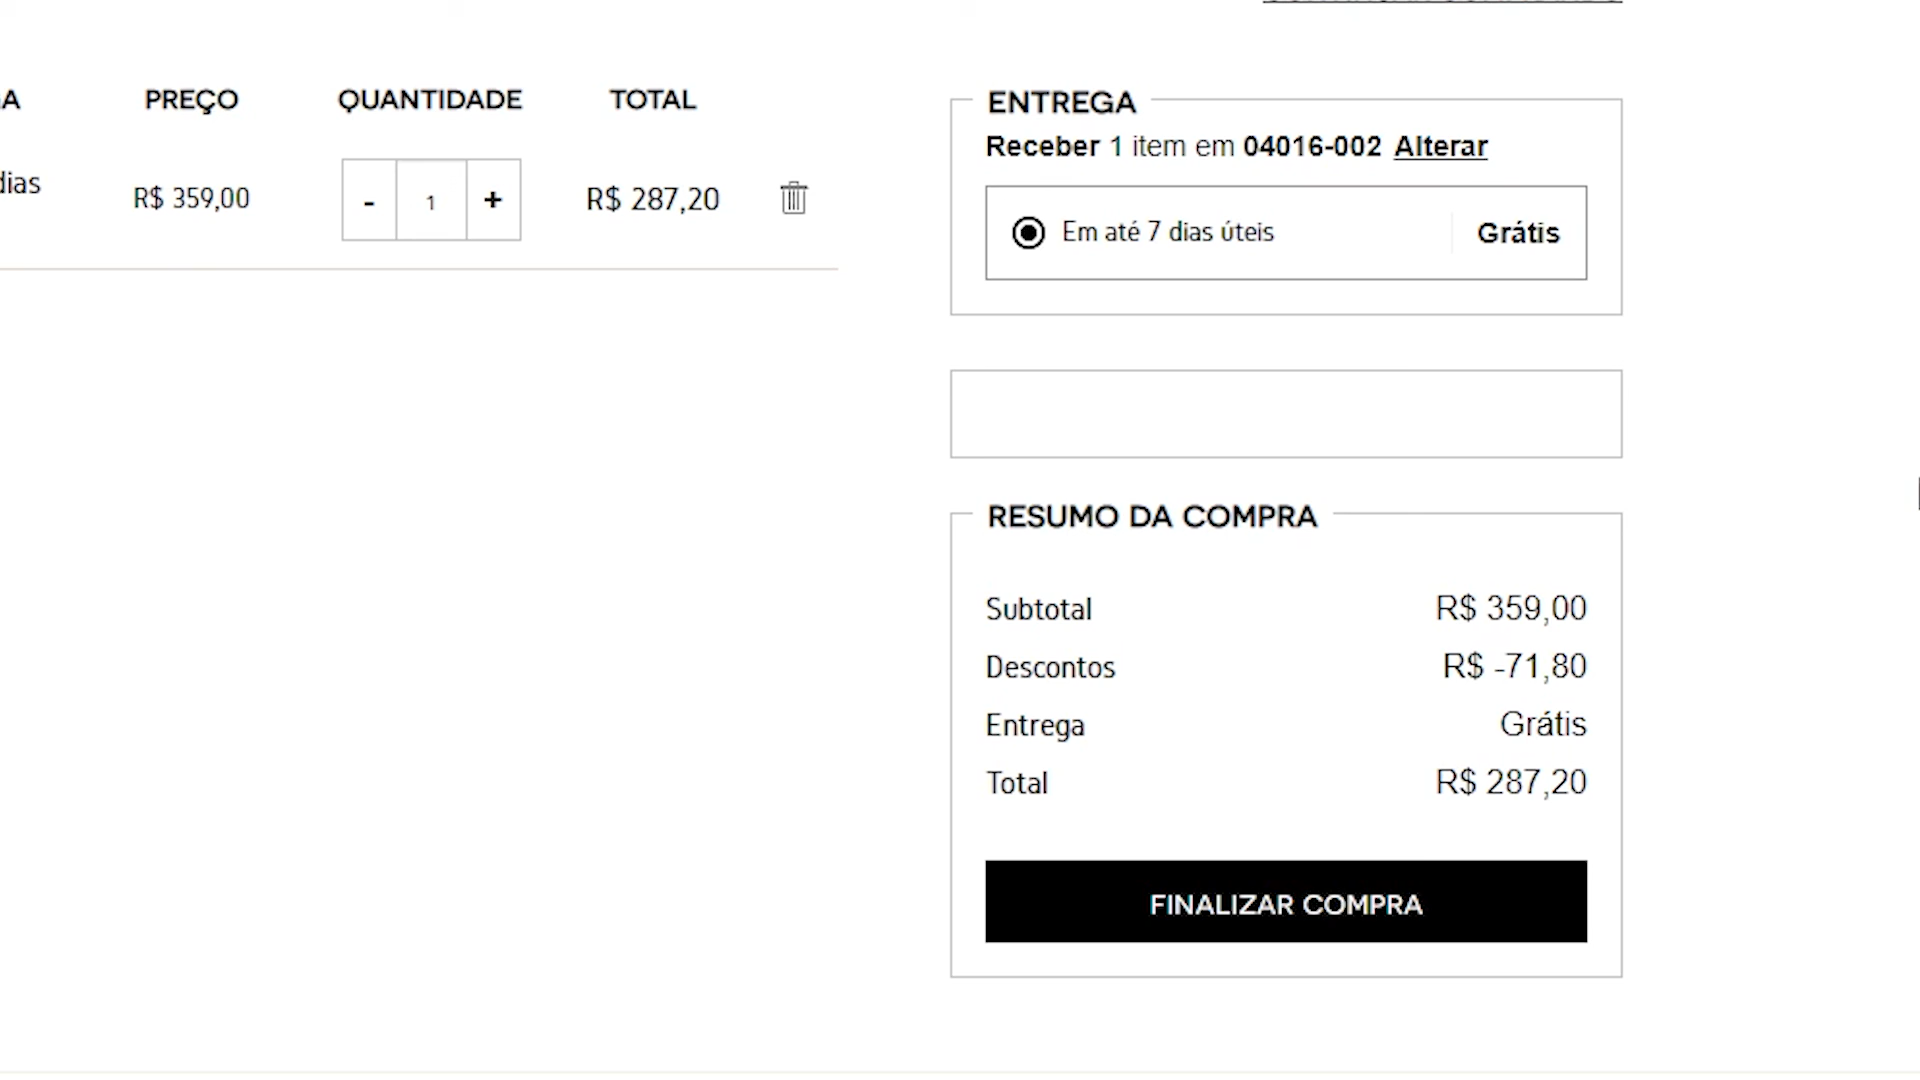 PREÇO QUANTIDADE TOTAL
dias
R$ 359,00 - 1 + R$ 287,20
ENTREGA
Receber 1 item em 04016-002 Alterar
Em até 7 dias úteis Grátis
RESUMO DA COMPRA
Subtotal R$ 359,00
Descontos R$ -71,80
Entrega Grátis
Total R$ 287,20
FINALIZAR COMPRA